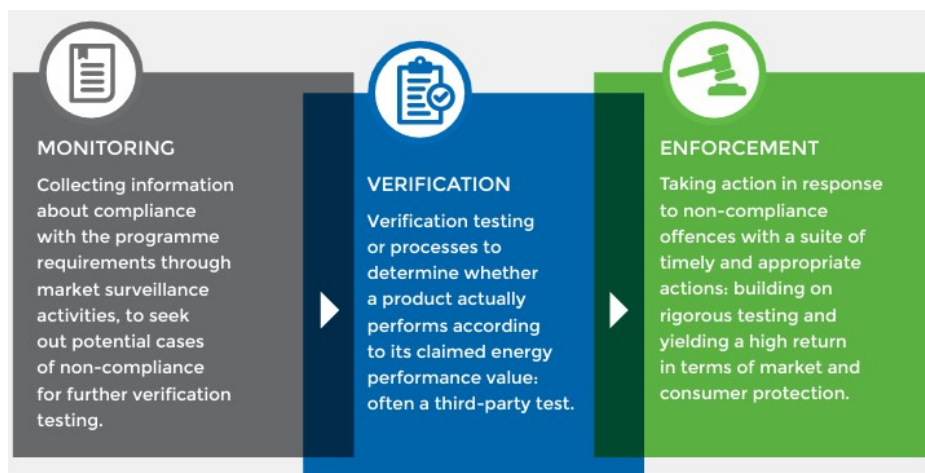 MONITORING
Collecting information
about compliance
with the programme
requirements through
market surveillance
activities, to seek
out potential cases
of non-compliance
for further verification
testing.
VERIFICATION
Verification testing
or processes to
determine whether
a product actually
performs according
to its claimed energy
performance value:
often a third-party test.
ENFORCEMENT
Taking action in response
to non-compliance
offences with a suite of
timely and appropriate
actions: building on
rigorous testing and
yielding a high return
in terms of market and
consumer protection.